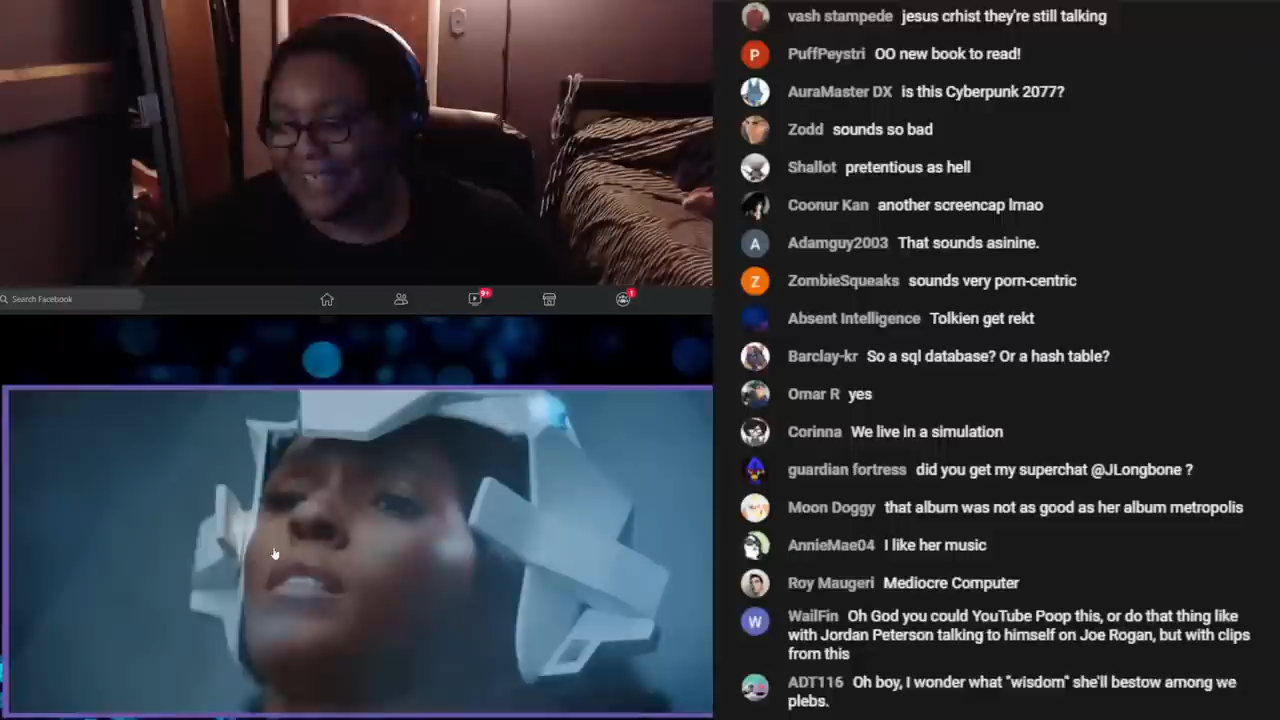 vash stampede jesus crhist they're still talking
PuffPeystri OO new book to read!
AuraMaster DX is this Cyberpunk 2077?
Zodd sounds so bad
Shallot pretentious as hell
Coonur Kan another screencap lmao
Adamguy2003 That sounds asinine.
ZombieSqueaks sounds very porn-centric
Absent Intelligence Tolkien get rekt
Barclay-kr So a sql database? Or a hash table?
Omar R yes
Corinna We live in a simulation
guardian fortress did you get my superchat @JLongbone ?
Moon Doggy that album was not as good as her album metropolis
AnnieMae04 I like her music
Roy Maugeri Mediocre Computer
WailFin Oh God you could YouTube Poop this, or do that thing like
with Jordan Peterson talking to himself on Joe Rogan, but with clips
from this
ADT116 Oh boy, I wonder what "wisdom" she'll bestow among we
plebs.
P
A
Z
W
Search Facebook
9+
1